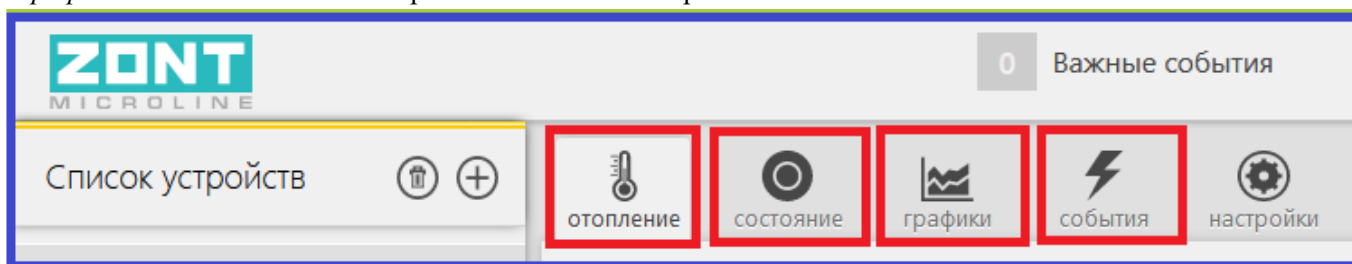 ZONT
MICROLINE
0 Важные события
Список устройств
отопление состояние графики события настройки